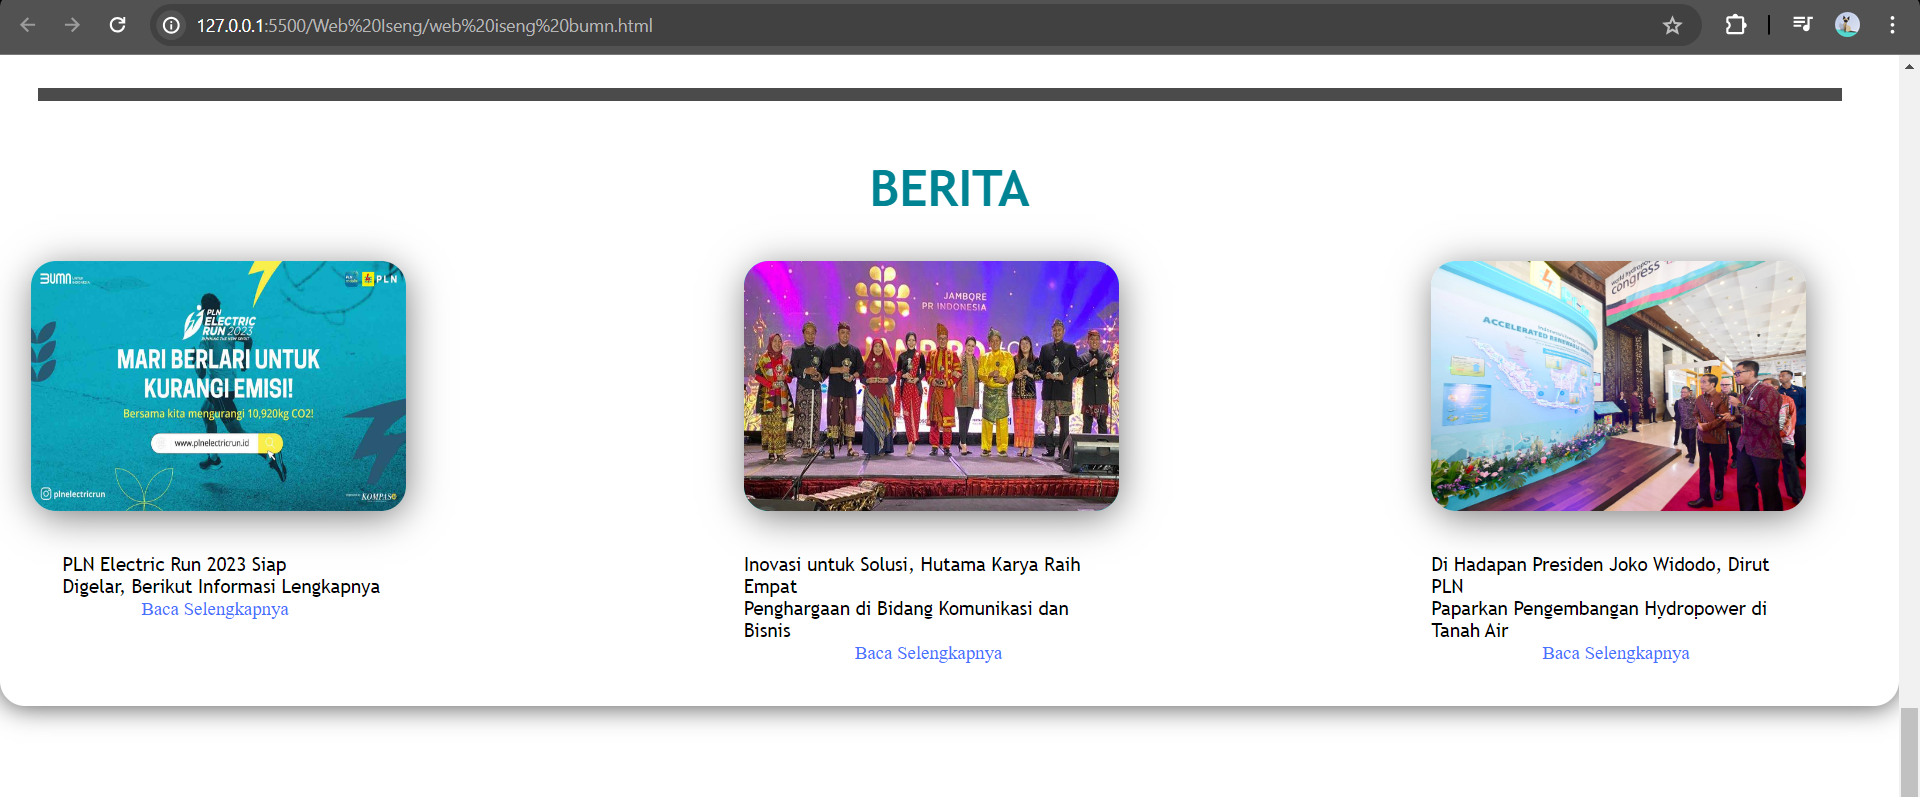 127.0.0.1:5500/Web%20Iseng/web%20iseng%20bumn.html
BERITA
BUMN
PLN
PLN
ELECTRIC
RUN 2023
MARI BERLARI UNTUK
KURANGI EMISI!
Bersama kita mengurangi 10,920kg CO2!
www.plnelectricrun.id
plnelectricrun
KOMPAS
JAMBORE
PR INDONESIA
world hydropower
congress
ACCELERATED RENEWABLE
PLN Electric Run 2023 Siap
Digelar, Berikut Informasi Lengkapnya
Baca Selengkapnya
Inovasi untuk Solusi, Hutama Karya Raih
Empat
Penghargaan di Bidang Komunikasi dan
Bisnis
Baca Selengkapnya
Di Hadapan Presiden Joko Widodo, Dirut
PLN
Paparkan Pengembangan Hydropower di
Tanah Air
Baca Selengkapnya